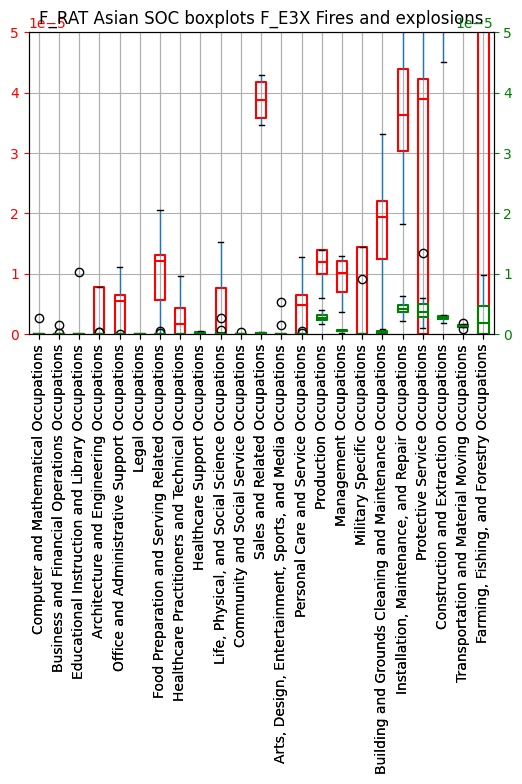 F_RAT Asian SOC boxplots F_E3X Fires and explosions
1e−5
1e−5
5
4
3
2
1
0
5
4
3
2
1
0
Computer and Mathematical Occupations
Business and Financial Operations Occupations
Educational Instruction and Library Occupations
Architecture and Engineering Occupations
Office and Administrative Support Occupations
Legal Occupations
Food Preparation and Serving Related Occupations
Healthcare Practitioners and Technical Occupations
Healthcare Support Occupations
Life, Physical, and Social Science Occupations
Community and Social Service Occupations
Sales and Related Occupations
Arts, Design, Entertainment, Sports, and Media Occupations
Personal Care and Service Occupations
Production Occupations
Management Occupations
Military Specific Occupations
Building and Grounds Cleaning and Maintenance Occupations
Installation, Maintenance, and Repair Occupations
Protective Service Occupations
Construction and Extraction Occupations
Transportation and Material Moving Occupations
Farming, Fishing, and Forestry Occupations